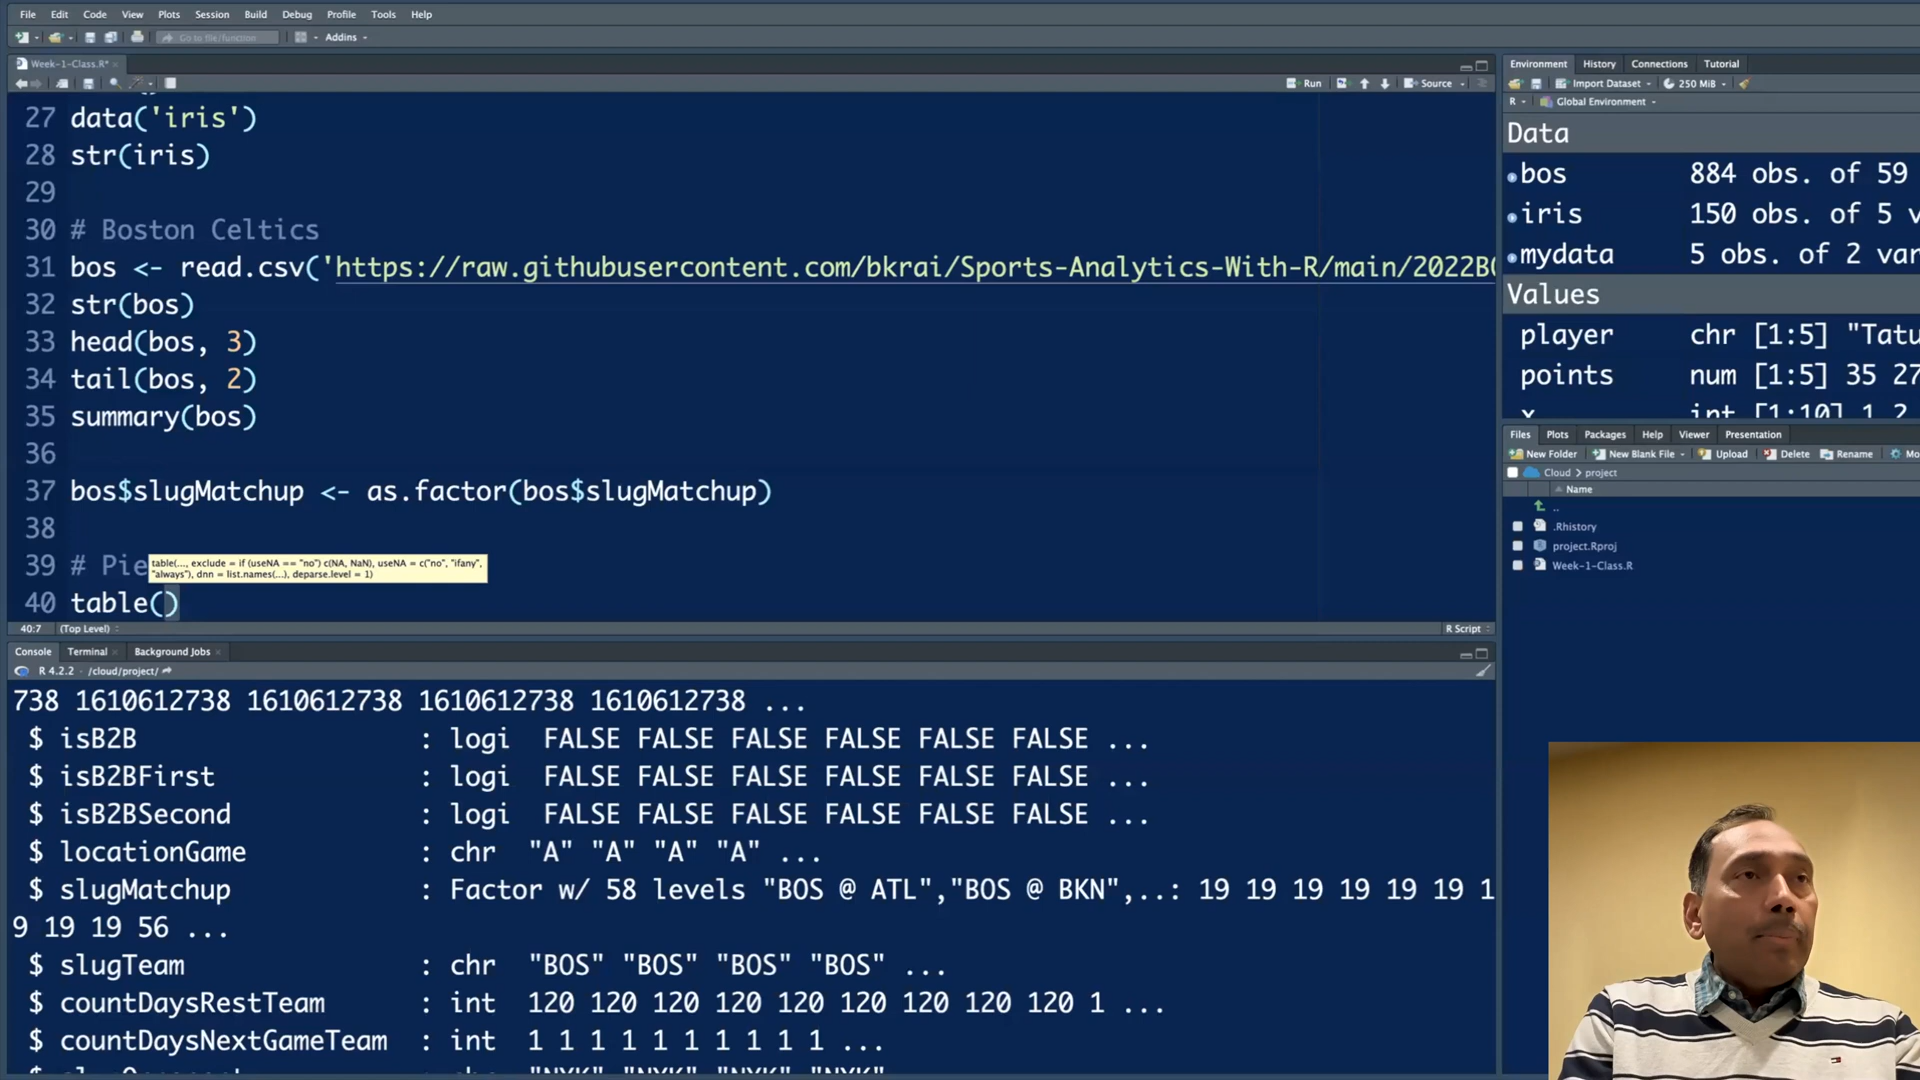 File Edit Code View Plots Session Build Debug Profile Tools Help
Go to file/function Addins
Week-1-Class.R*
Run Source
27 data('iris')
28 str(iris)
29
30 # Boston Celtics
31 bos <- read.csv('https://raw.githubusercontent.com/bkrai/Sports-Analytics-With-R/main/2022B
32 str(bos)
33 head(bos, 3)
34 tail(bos, 2)
35 summary(bos)
36
37 bos$slugMatchup <- as.factor(bos$slugMatchup)
38
39 # Pie
table(..., exclude = if (useNA == "no") c(NA, NaN), useNA = c("no", "ifany",
"always"), dnn = list.names(...), deparse.level = 1)
40 table()
40:7 (Top Level) R Script
Console Terminal Background Jobs
R 4.2.2 · /cloud/project/
738 1610612738 1610612738 1610612738 1610612738 ...
$ isB2B : logi FALSE FALSE FALSE FALSE FALSE FALSE ...
$ isB2BFirst : logi FALSE FALSE FALSE FALSE FALSE FALSE ...
$ isB2BSecond : logi FALSE FALSE FALSE FALSE FALSE FALSE ...
$ locationGame : chr "A" "A" "A" "A" ...
$ slugMatchup : Factor w/ 58 levels "BOS @ ATL","BOS @ BKN",..: 19 19 19 19 19 19 1
9 19 19 56 ...
$ slugTeam : chr "BOS" "BOS" "BOS" "BOS" ...
$ countDaysRestTeam : int 120 120 120 120 120 120 120 120 120 1 ...
$ countDaysNextGameTeam : int 1 1 1 1 1 1 1 1 1 1 ...
Environment History Connections Tutorial
Import Dataset 250 MiB
R Global Environment
Data
bos 884 obs. of 59
iris 150 obs. of 5 v
mydata 5 obs. of 2 var
Values
player chr [1:5] "Tatu
points num [1:5] 35 27
x int [1:10] 1 2
Files Plots Packages Help Viewer Presentation
New Folder New Blank File Upload Delete Rename Mo
Cloud > project
Name
..
.Rhistory
project.Rproj
Week-1-Class.R